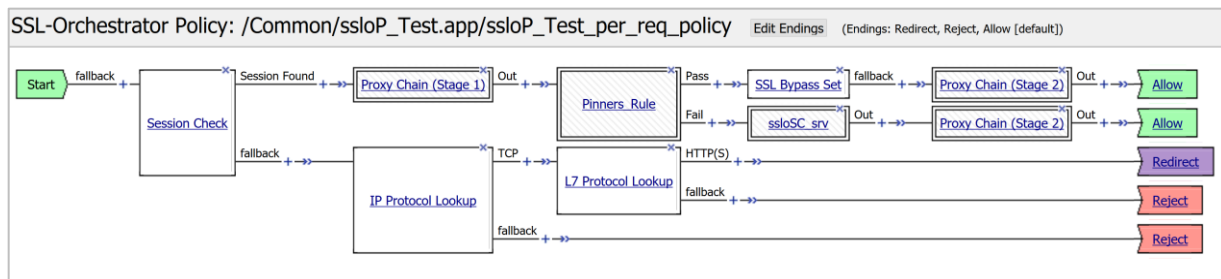 SSL-Orchestrator Policy: /Common/ssloP_Test.app/ssloP_Test_per_req_policy Edit Endings (Endings: Redirect, Reject, Allow [default])
Start fallback + Session Check × Session Found + Proxy Chain (Stage 1) × Out + Pinners_Rule × Pass + SSL Bypass Set × fallback + Proxy Chain (Stage 2) × Out + Allow
Fail + ssloSC_srv × Out + Proxy Chain (Stage 2) × Out + Allow
fallback + IP Protocol Lookup × TCP + L7 Protocol Lookup × HTTP(S) + Redirect
fallback + Reject
fallback + Reject